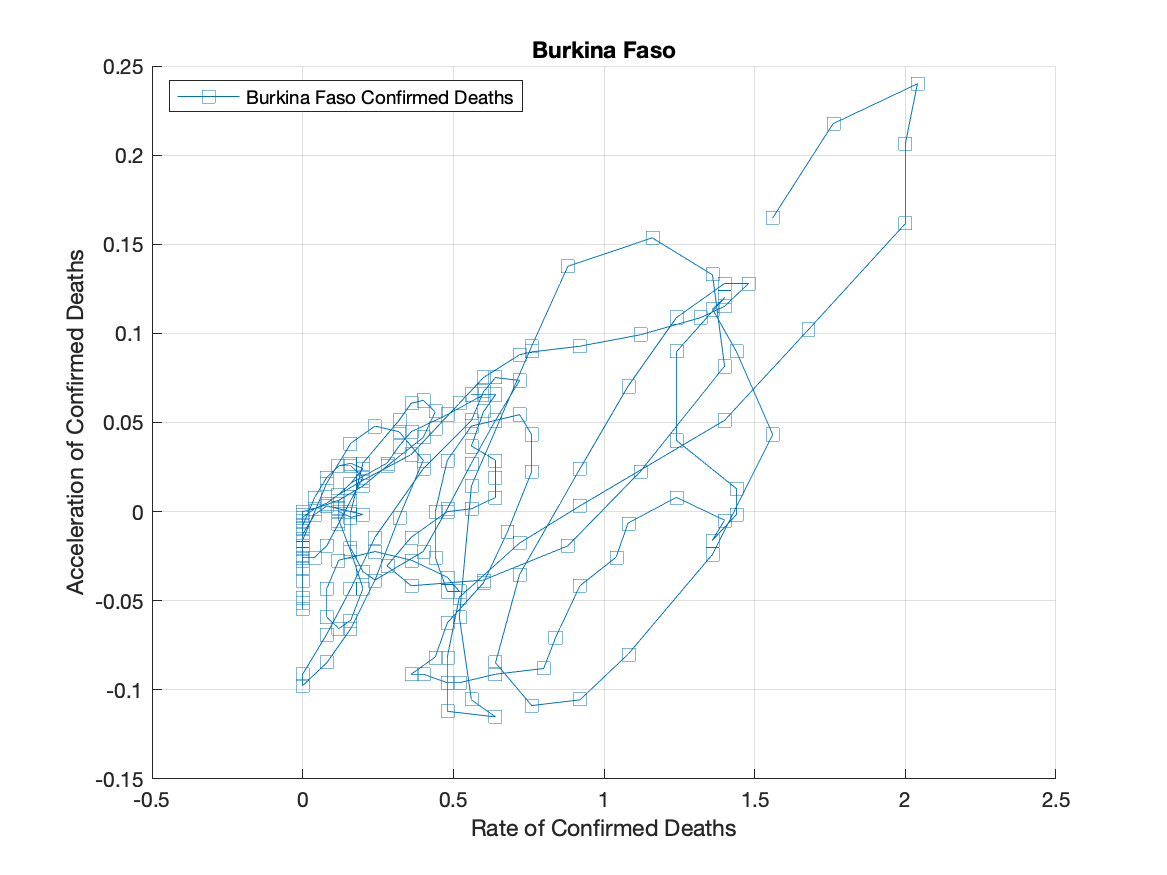 Burkina Faso
Burkina Faso Confirmed Deaths
0.25
0.2
0.15
0.1
0.05
0
-0.05
-0.1
-0.15
Acceleration of Confirmed Deaths
-0.5 0 0.5 1 1.5 2 2.5
Rate of Confirmed Deaths